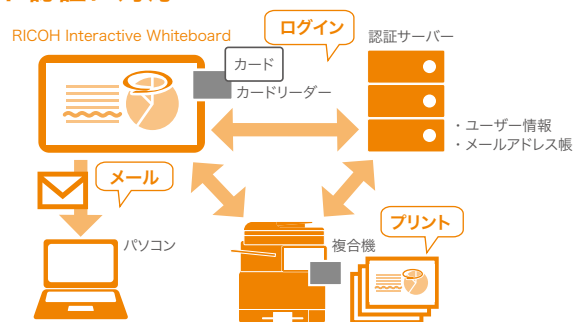 RICOH Interactive Whiteboard
ログイン
認証サーバー
カード
カードリーダー
・ユーザー情報
・メールアドレス帳
メール
プリント
パソコン
複合機